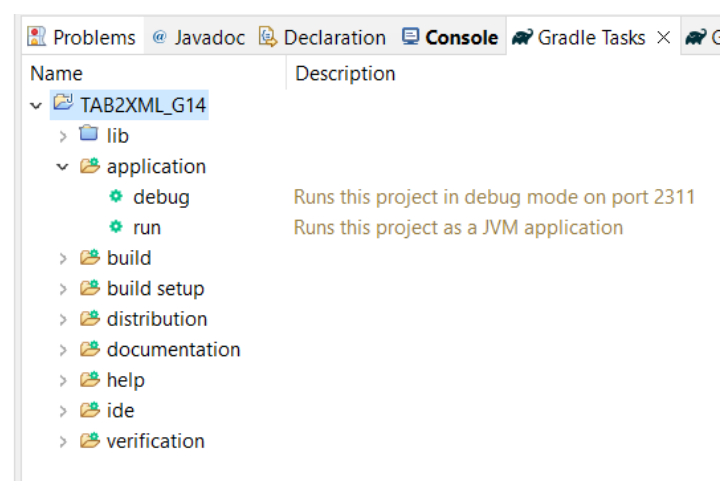 Problems @ Javadoc Declaration Console Gradle Tasks × G
Name Description
TAB2XML_G14
lib
application
debug Runs this project in debug mode on port 2311
run Runs this project as a JVM application
build
build setup
distribution
documentation
help
ide
verification